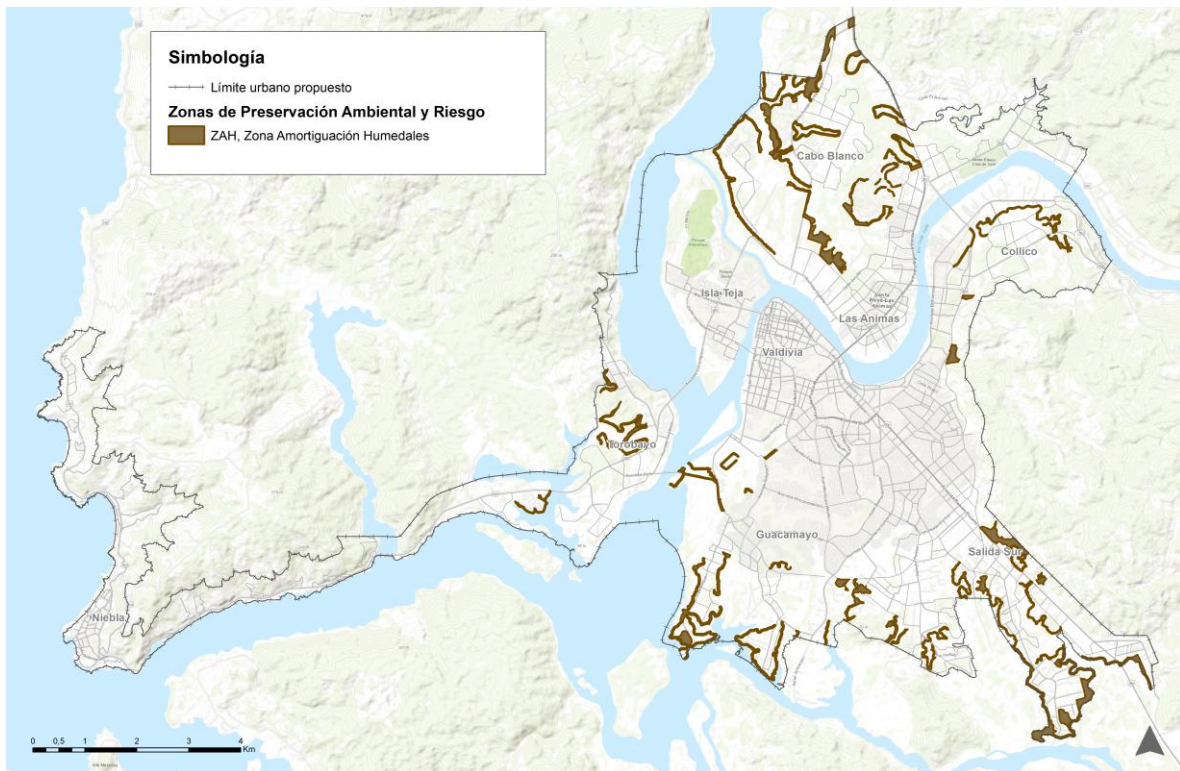 Simbología
Límite urbano propuesto
Zonas de Preservación Ambiental y Riesgo
ZAH, Zona Amortiguación Humedales
Cabo Blanco
Collico
Isla Teja
Las Animas
Valdivia
Torobayo
Guacamayo
Salida Sur
Niebla
0 0,5 1 2 3 4
Km